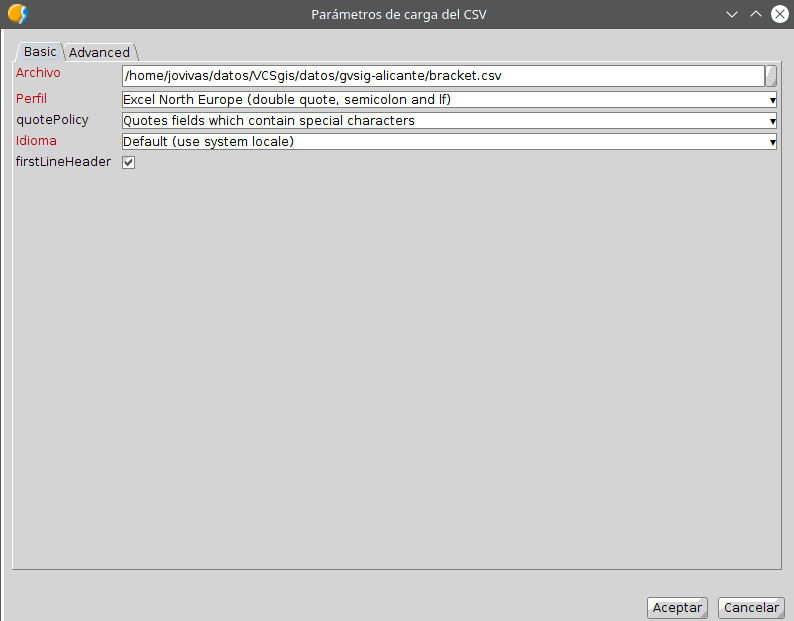 Parámetros de carga del CSV
Basic Advanced
Archivo /home/jovivas/datos/VCSgis/datos/gvsig-alicante/bracket.csv
Perfil Excel North Europe (double quote, semicolon and lf)
quotePolicy Quotes fields which contain special characters
Idioma Default (use system locale)
firstLineHeader
Aceptar Cancelar